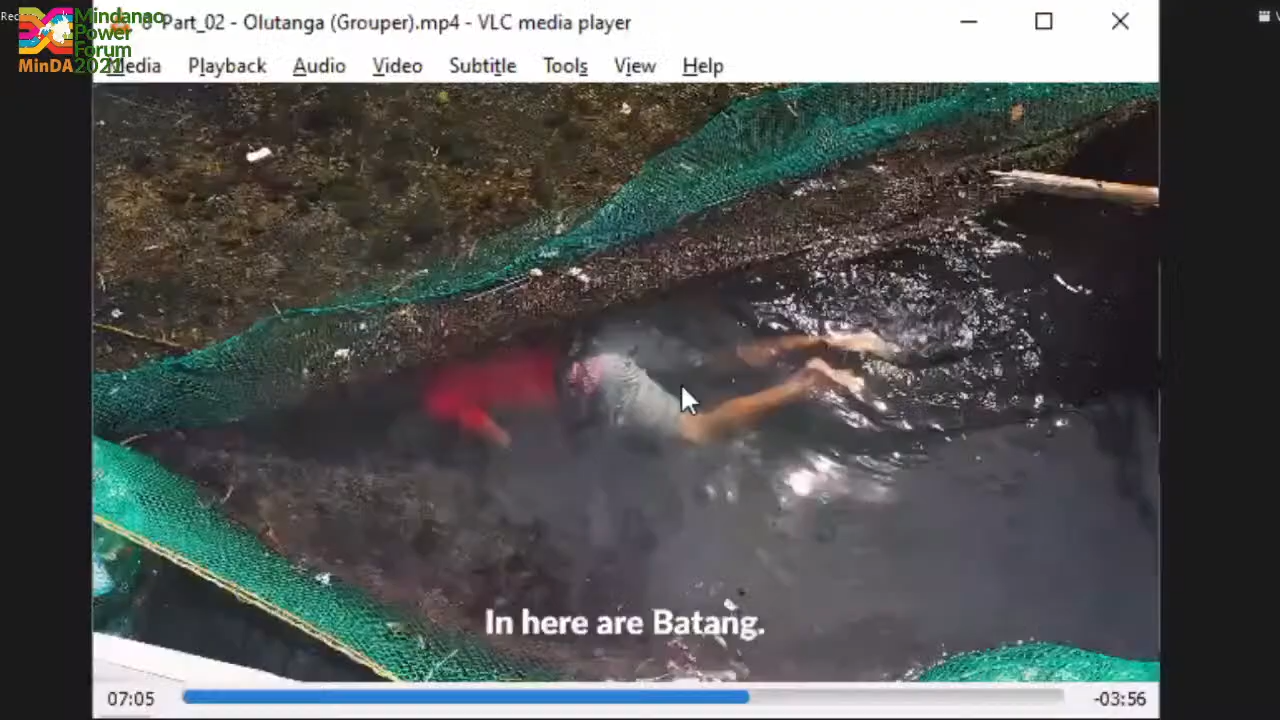 Rec
Mindanao
Power
Forum
MinDA 2021
Part_02 - Olutanga (Grouper).mp4 - VLC media player
Media Playback Audio Video Subtitle Tools View Help
In here are Batang.
07:05
-03:56